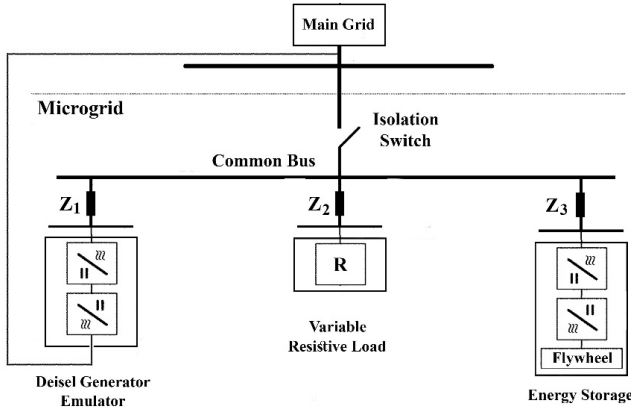 Main Grid
Microgrid
Isolation
Switch
Common Bus
Z1
Z2
Z3
R
Flywheel
Variable
Resistive Load
Deisel Generator
Emulator
Energy Storage